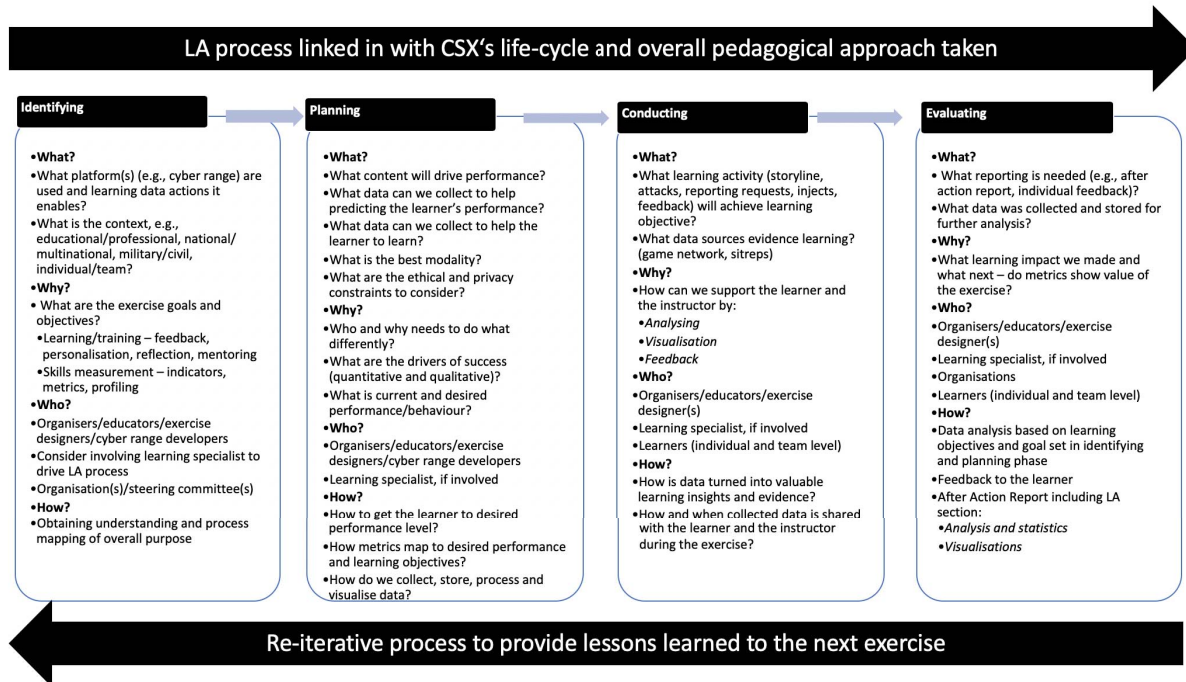 LA process linked in with CSX‘s life-cycle and overall pedagogical approach taken
Identifying
•What?
•What platform(s) (e.g., cyber range) are
used and learning data actions it
enables?
•What is the context, e.g.,
educational/professional, national/
multinational, military/civil,
individual/team?
•Why?
• What are the exercise goals and
objectives?
•Learning/training – feedback,
personalisation, reflection, mentoring
•Skills measurement – indicators,
metrics, profiling
•Who?
•Organisers/educators/exercise
designers/cyber range developers
•Consider involving learning specialist to
drive LA process
•Organisation(s)/steering committee(s)
•How?
•Obtaining understanding and process
mapping of overall purpose
Planning
•What?
•What content will drive performance?
•What data can we collect to help
predicting the learner’s performance?
•What data can we collect to help the
learner to learn?
•What is the best modality?
•What are the ethical and privacy
constraints to consider?
•Why?
•Who and why needs to do what
differently?
•What are the drivers of success
(quantitative and qualitative)?
•What is current and desired
performance/behaviour?
•Who?
•Organisers/educators/exercise
designers/cyber range developers
•Learning specialist, if involved
•How?
•How to get the learner to desired
performance level?
•How metrics map to desired performance
and learning objectives?
•How do we collect, store, process and
visualise data?
Conducting
•What?
•What learning activity (storyline,
attacks, reporting requests, injects,
feedback) will achieve learning
objective?
•What data sources evidence learning?
(game network, sitreps)
•Why?
•How can we support the learner and
the instructor by:
•Analysing
•Visualisation
•Feedback
•Who?
•Organisers/educators/exercise
designer(s)
•Learning specialist, if involved
•Learners (individual and team level)
•How?
•How is data turned into valuable
learning insights and evidence?
•How and when collected data is shared
with the learner and the instructor
during the exercise?
Evaluating
•What?
• What reporting is needed (e.g., after
action report, individual feedback)?
•What data was collected and stored for
further analysis?
•Why?
•What learning impact we made and
what next – do metrics show value of
the exercise?
•Who?
•Organisers/educators/exercise
designer(s)
•Learning specialist, if involved
•Organisations
•Learners (individual and team level)
•How?
•Data analysis based on learning
objectives and goal set in identifying
and planning phase
•Feedback to the learner
•After Action Report including LA
section:
•Analysis and statistics
•Visualisations
Re-iterative process to provide lessons learned to the next exercise